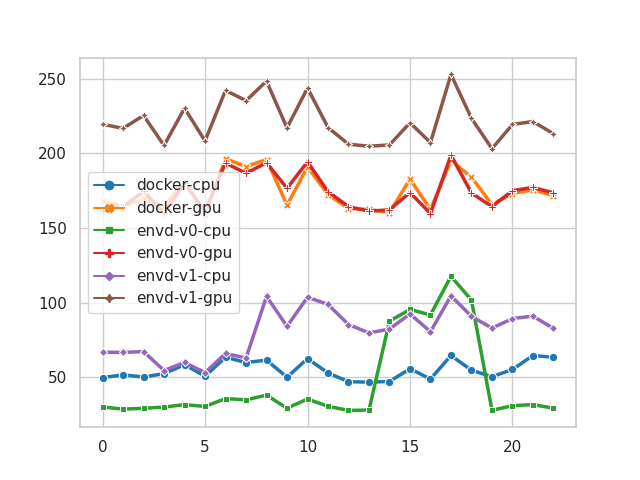 250
200
150
100
50
docker-cpu
docker-gpu
envd-v0-cpu
envd-v0-gpu
envd-v1-cpu
envd-v1-gpu
0 5 10 15 20